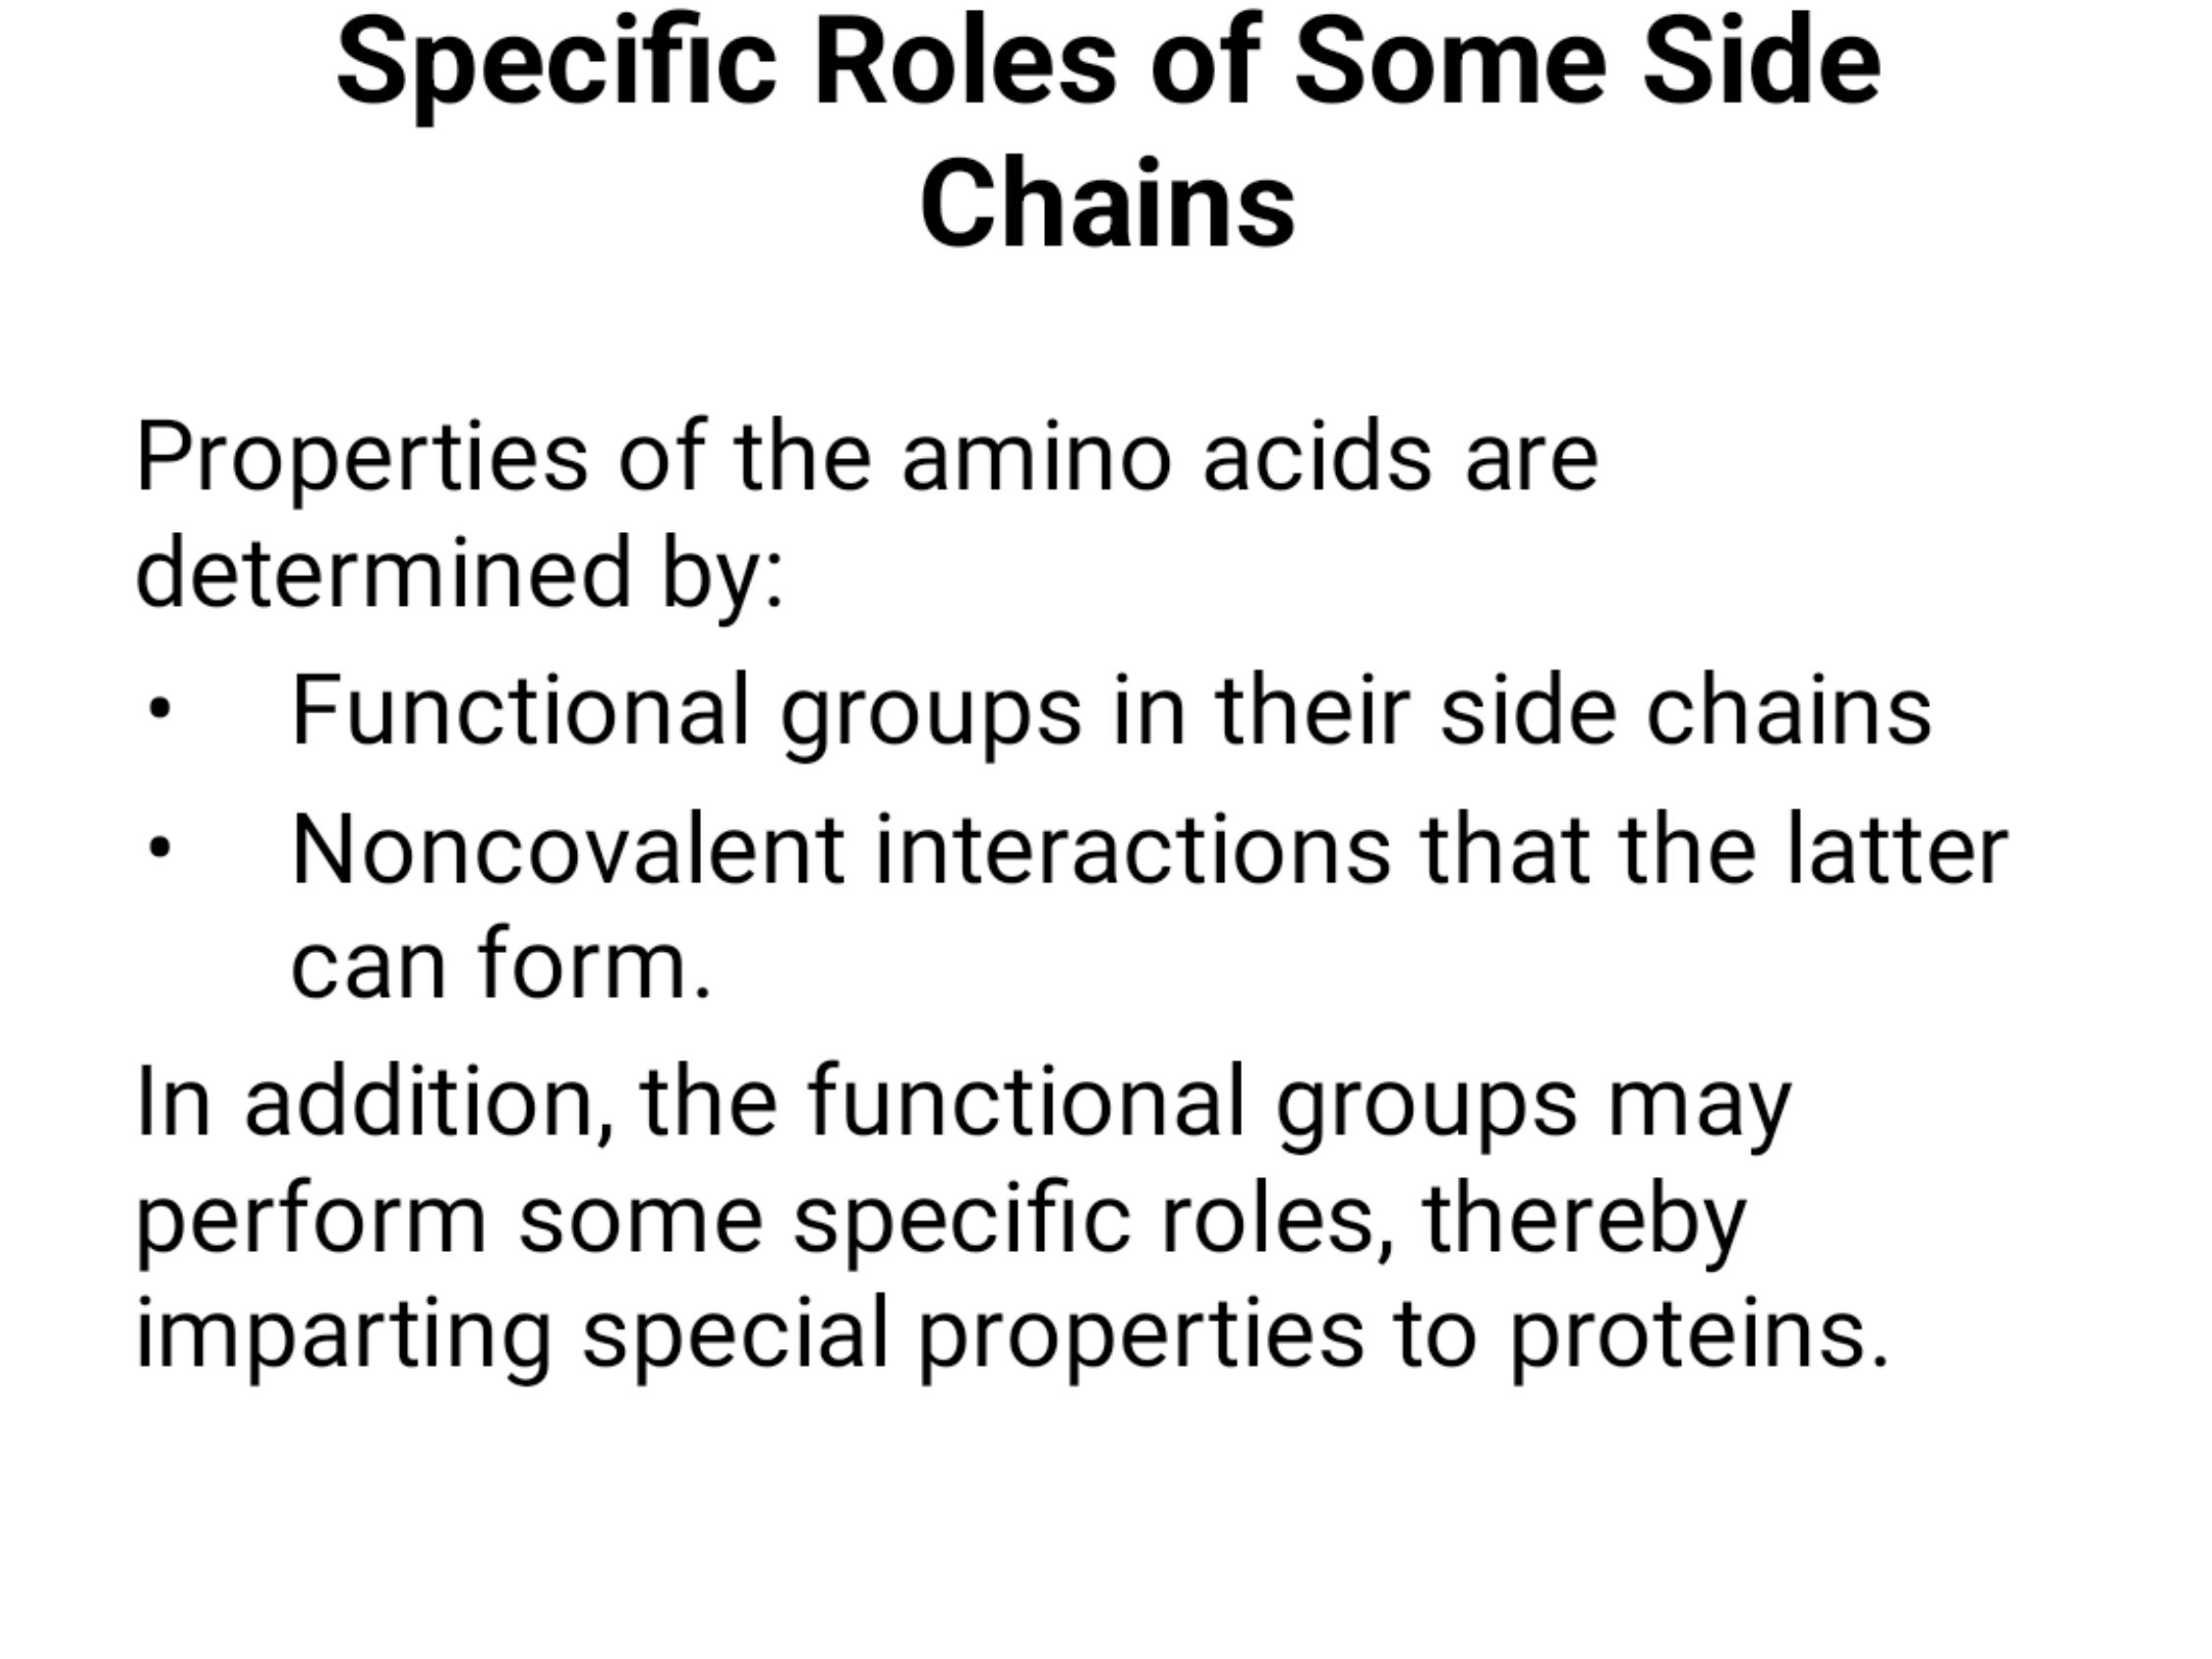 Specific Roles of Some Side
Chains
Properties of the amino acids are
determined by:
• Functional groups in their side chains
• Noncovalent interactions that the latter
can form.
In addition, the functional groups may
perform some specific roles, thereby
imparting special properties to proteins.